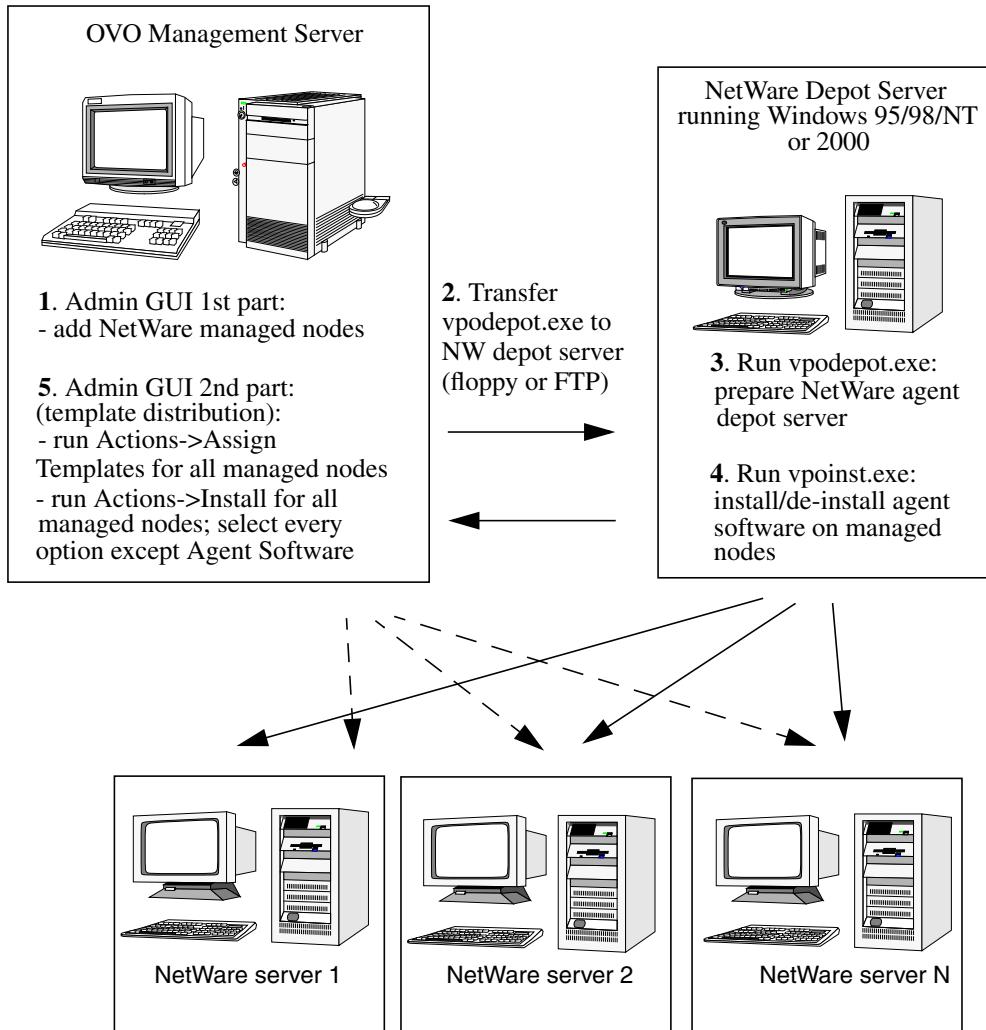 OVO Management Server
1. Admin GUI 1st part:
- add NetWare managed nodes
5. Admin GUI 2nd part:
(template distribution):
- run Actions->Assign
Templates for all managed nodes
- run Actions->Install for all
managed nodes; select every
option except Agent Software
2. Transfer
vpodepot.exe to
NW depot server
(floppy or FTP)
NetWare Depot Server
running Windows 95/98/NT
or 2000
3. Run vpodepot.exe:
prepare NetWare agent
depot server
4. Run vpoinst.exe:
install/de-install agent
software on managed
nodes
NetWare server 1
NetWare server 2
NetWare server N